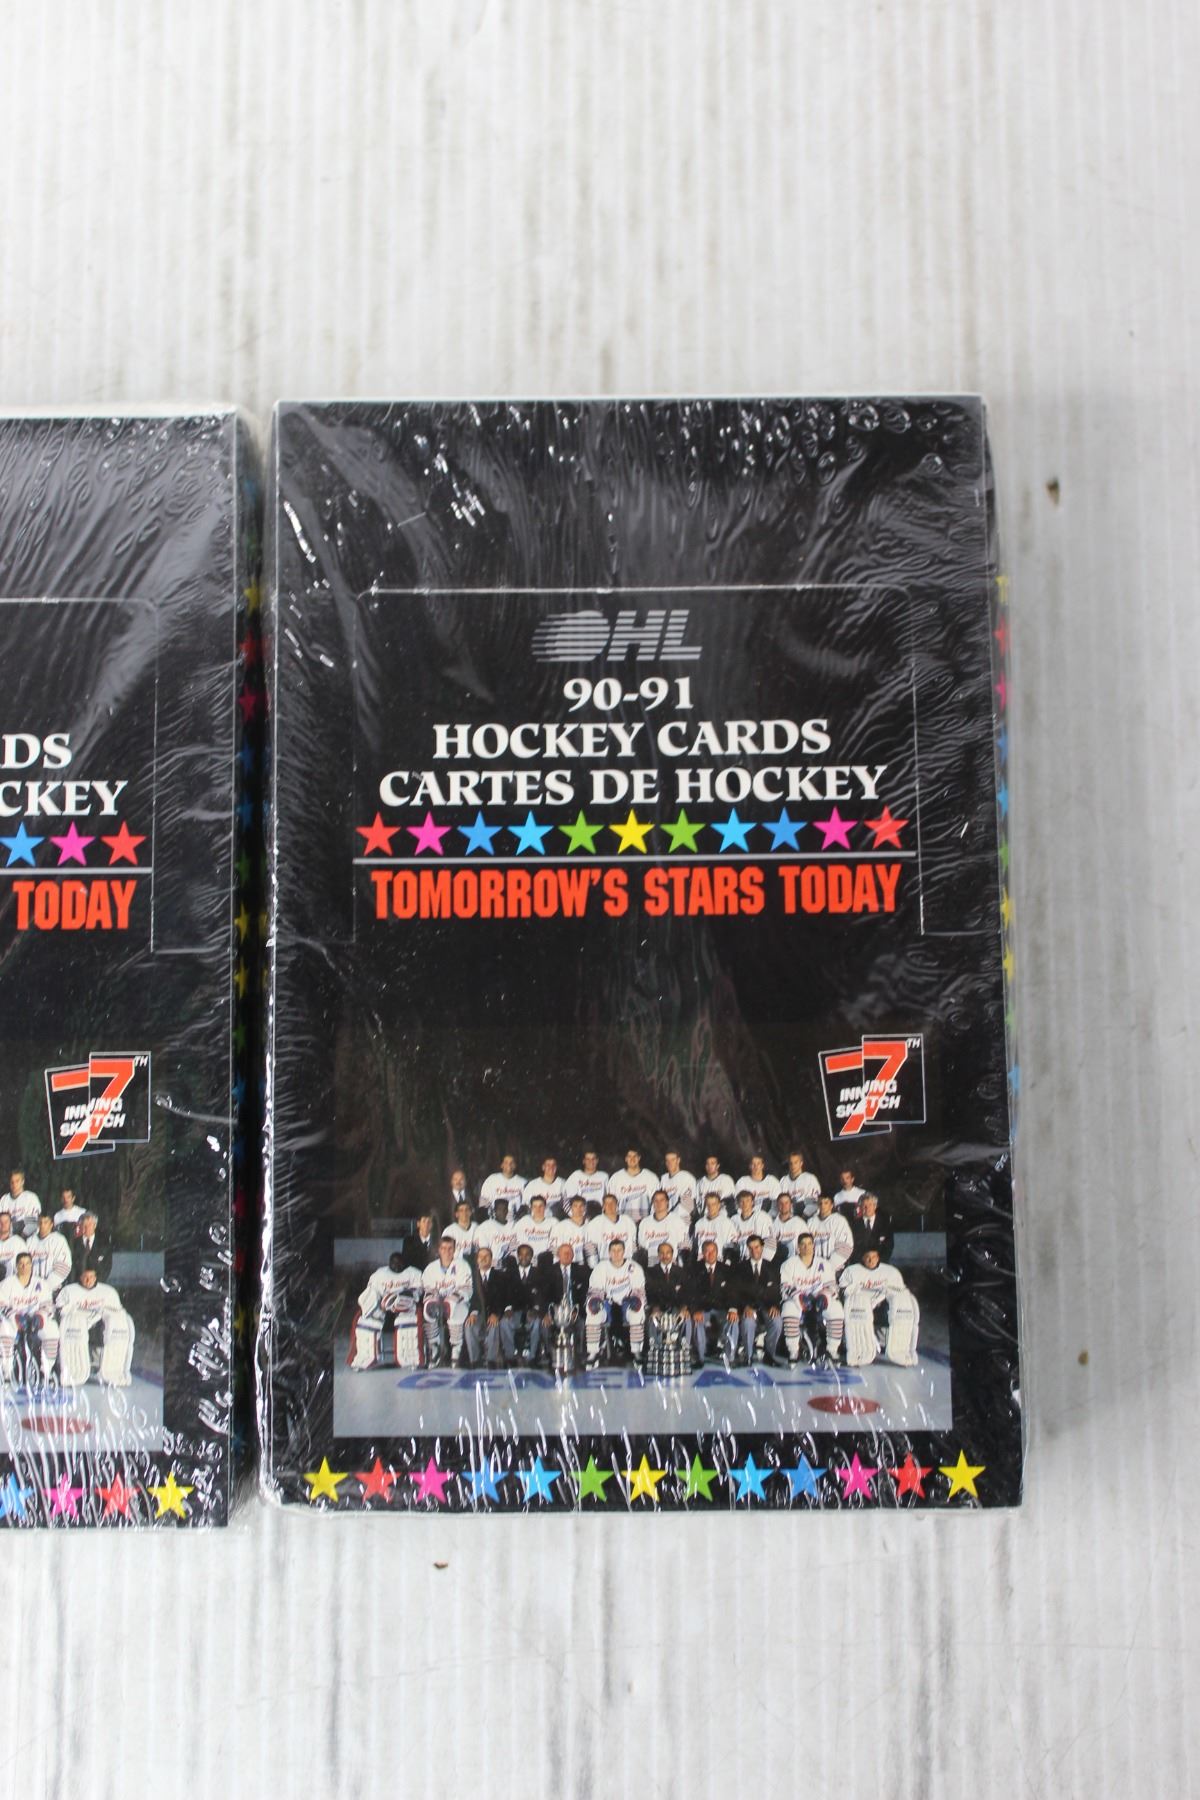 OHL
90-91
HOCKEY CARDS
CARTES DE HOCKEY
TOMORROW'S STARS TODAY
7TH
INNING
SKETCH
GENERALS
DS
CKEY
TODAY
7TH
INNING
SKETCH